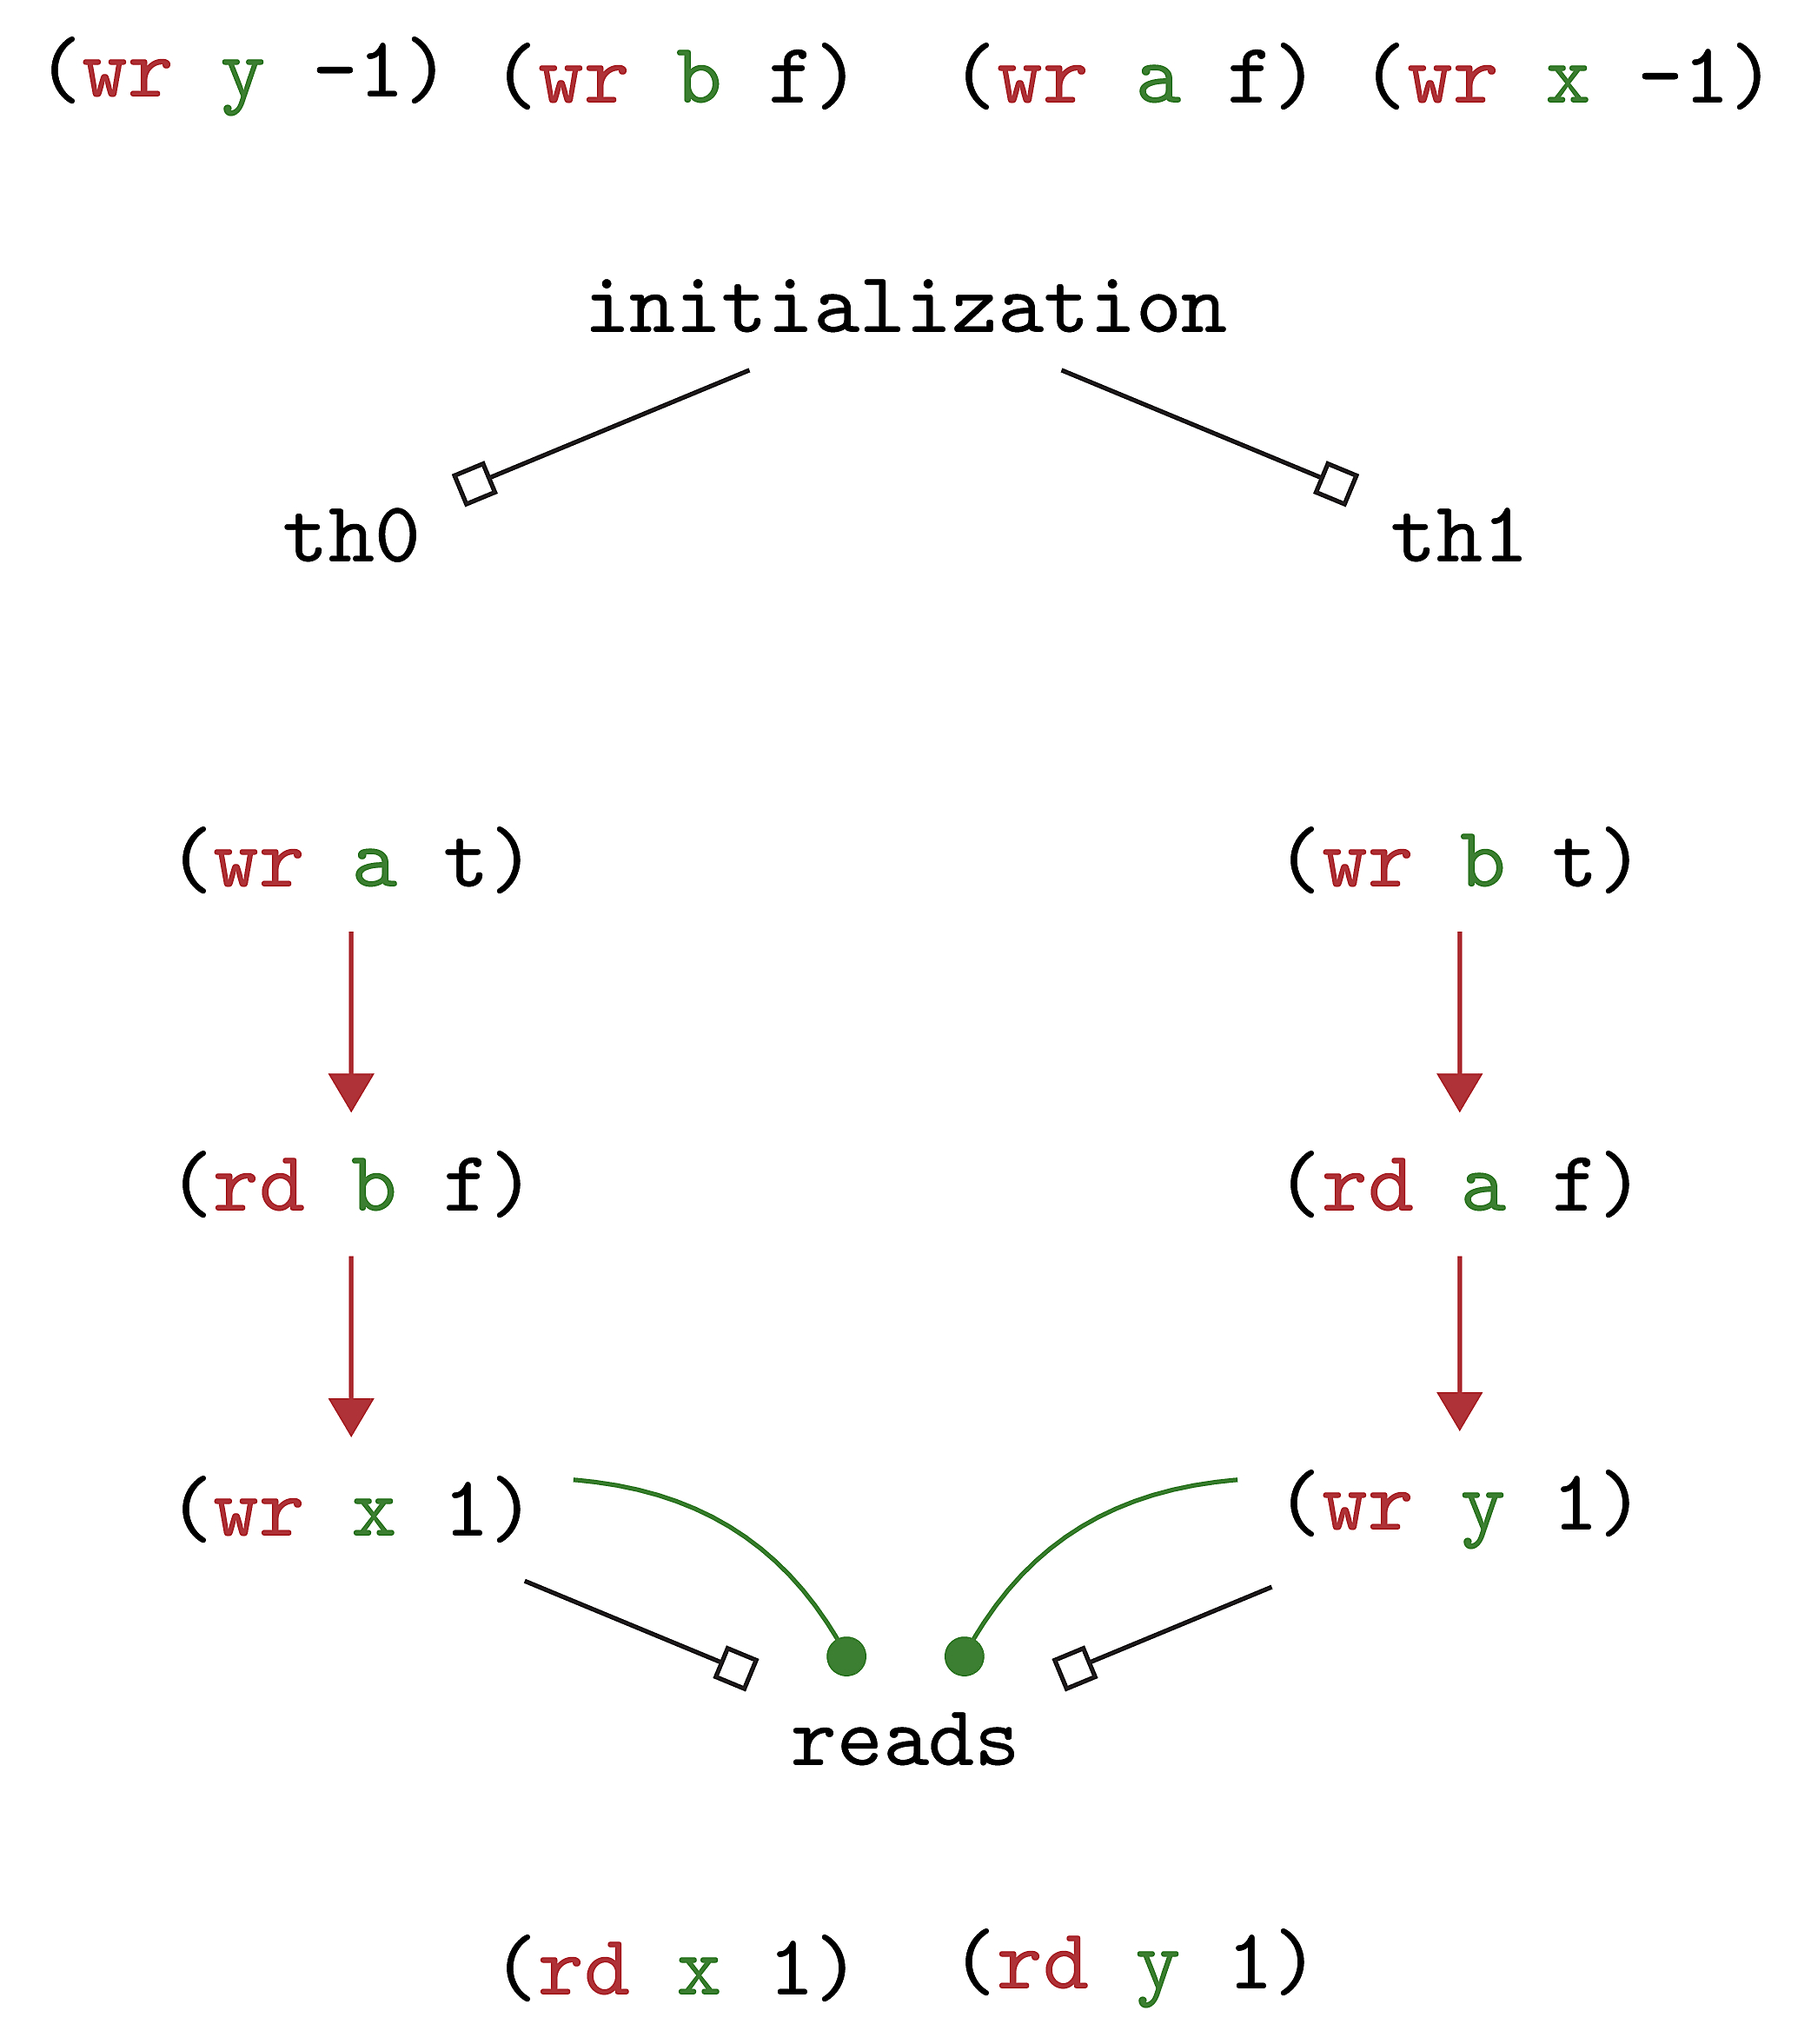 (wr y -1) (wr b f) (wr a f) (wr x -1)
initialization
th0 th1
(wr a t) (wr b t)
(rd b f) (rd a f)
(wr x 1) (wr y 1)
reads
(rd x 1) (rd y 1)